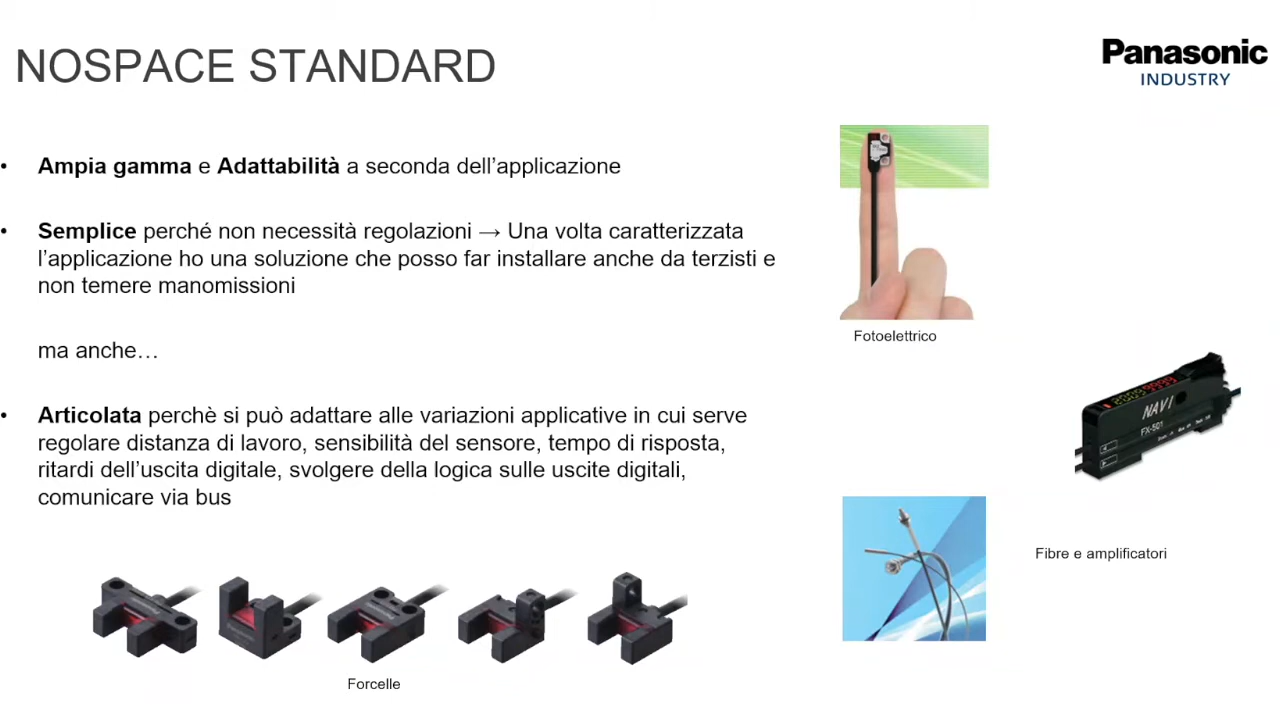 NOSPACE STANDARD
Panasonic
INDUSTRY
• Ampia gamma e Adattabilità a seconda dell’applicazione
• Semplice perché non necessità regolazioni → Una volta caratterizzata
l’applicazione ho una soluzione che posso far installare anche da terzisti e
non temere manomissioni
ma anche…
• Articolata perchè si può adattare alle variazioni applicative in cui serve
regolare distanza di lavoro, sensibilità del sensore, tempo di risposta,
ritardi dell’uscita digitale, svolgere della logica sulle uscite digitali,
comunicare via bus
Fotoelettrico
NAVI
FX-501
Fibre e amplificatori
Forcelle